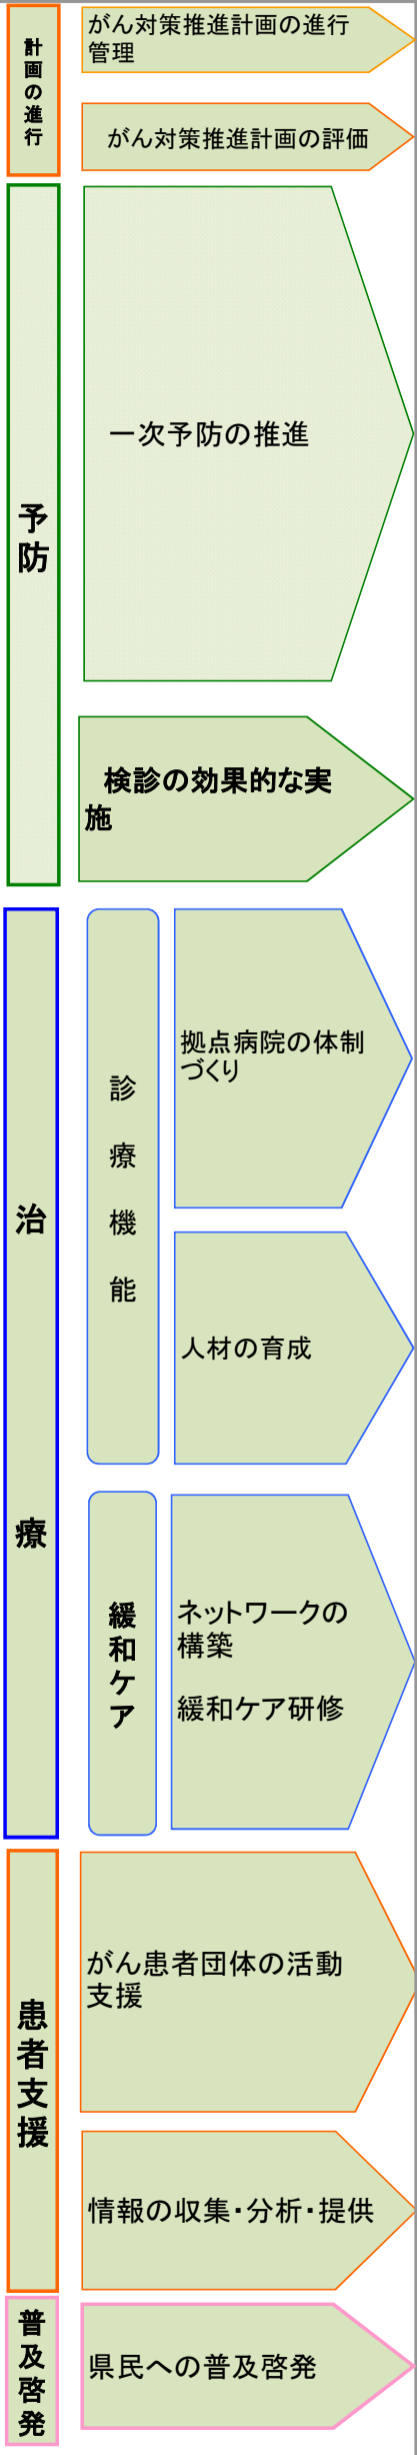 計画の進行
がん対策推進計画の進行
管理
がん対策推進計画の評価
予防
一次予防の推進
検診の効果的な実
施
治療
診療機能
拠点病院の体制
づくり
人材の育成
緩和ケア
ネットワークの
構築
緩和ケア研修
患者支援
がん患者団体の活動
支援
情報の収集・分析・提供
普及啓発
県民への普及啓発